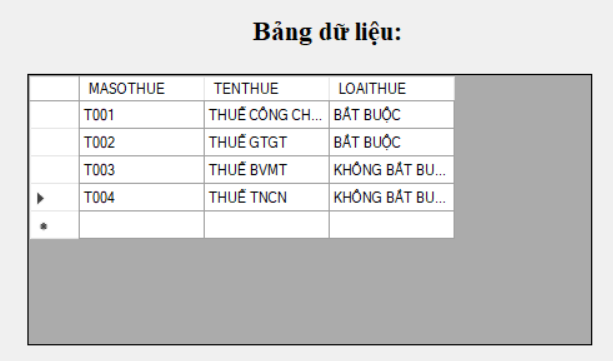 Bảng dữ liệu:
MASOTHUE TENTHUE LOAITHUE
T001 THUẾ CÔNG CH... BẮT BUỘC
T002 THUẾ GTGT BẮT BUỘC
T003 THUẾ BVMT KHÔNG BẮT BU...
T004 THUẾ TNCN KHÔNG BẮT BU...